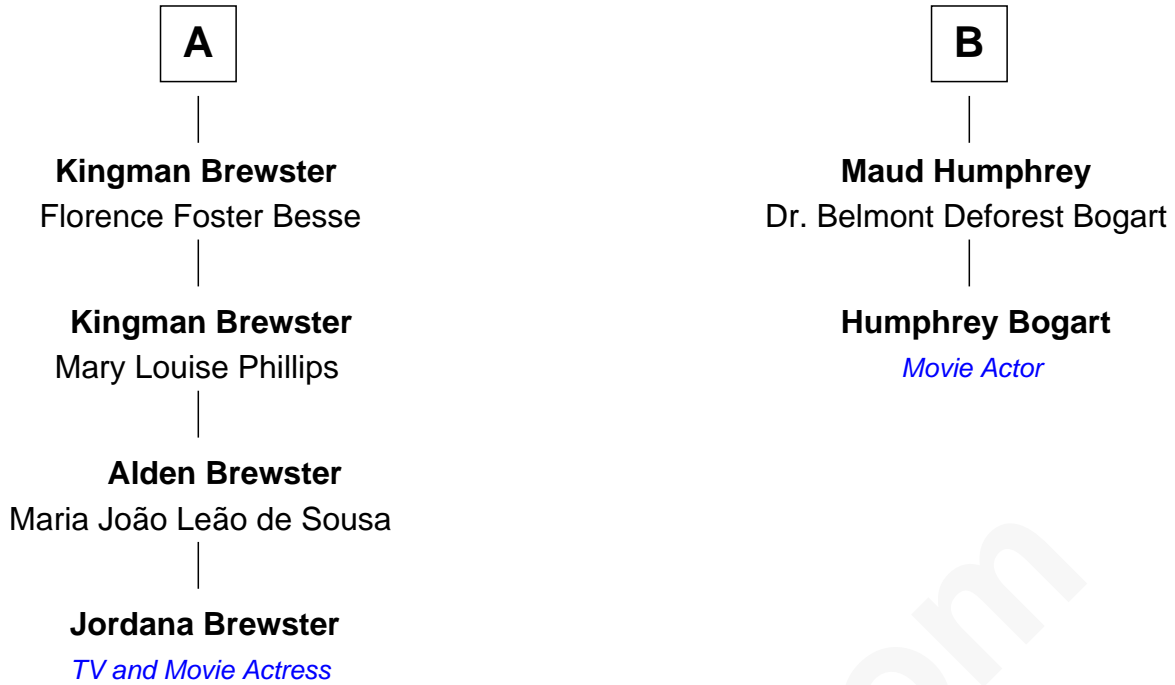 A
Kingman Brewster
Florence Foster Besse
Kingman Brewster
Mary Louise Phillips
Alden Brewster
Maria João Leão de Sousa
Jordana Brewster
TV and Movie Actress
B
Maud Humphrey
Dr. Belmont Deforest Bogart
Humphrey Bogart
Movie Actor
om